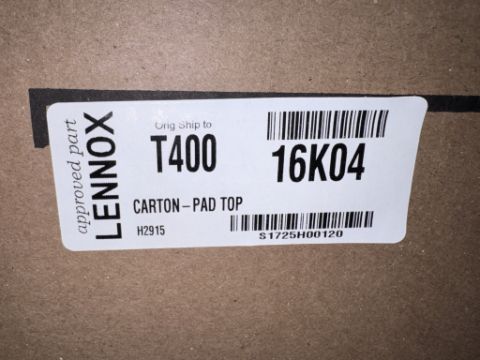 approved part
LENNOX
Orig Ship to
T400
16K04
CARTON-PAD TOP
H2915
S1725H00120